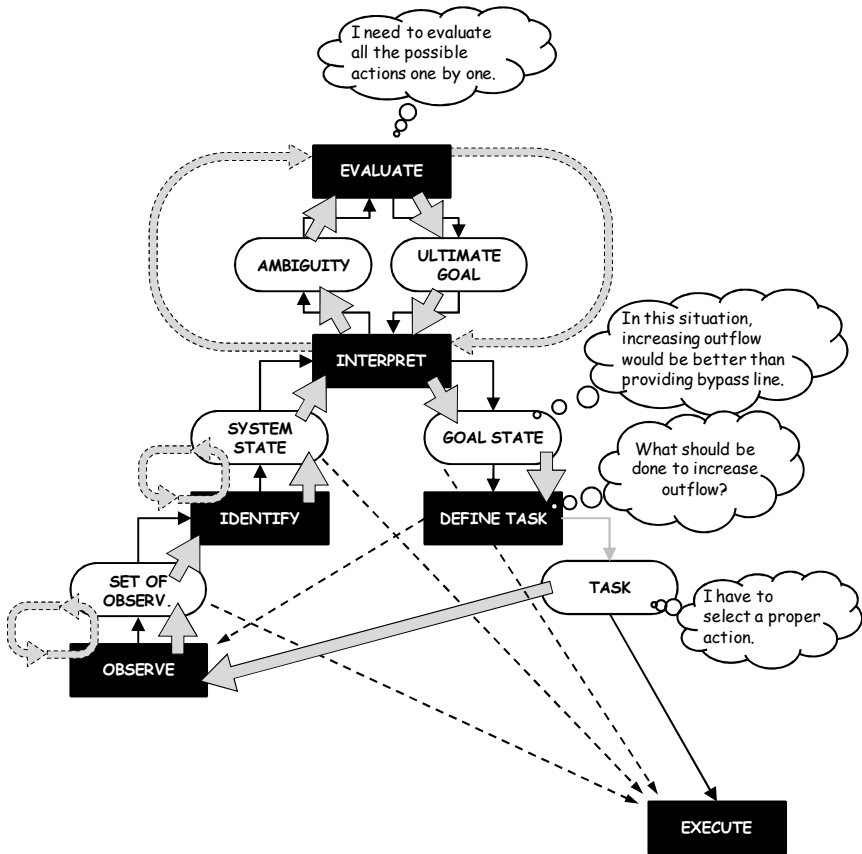 I need to evaluate
all the possible
actions one by one.
EVALUATE
AMBIGUITY
ULTIMATE
GOAL
In this situation,
increasing outflow
would be better than
providing bypass line.
INTERPRET
SYSTEM
STATE
GOAL STATE
What should be
done to increase
outflow?
IDENTIFY
DEFINE TASK
SET OF
OBSERV.
TASK
I have to
select a proper
action.
OBSERVE
EXECUTE